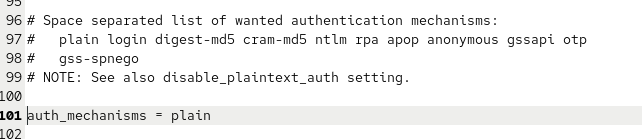 95
96 # Space separated list of wanted authentication mechanisms:
97 #   plain login digest-md5 cram-md5 ntlm rpa apop anonymous gssapi otp
98 #   gss-spnego
99 # NOTE: See also disable_plaintext_auth setting.
100
101 auth_mechanisms = plain
102